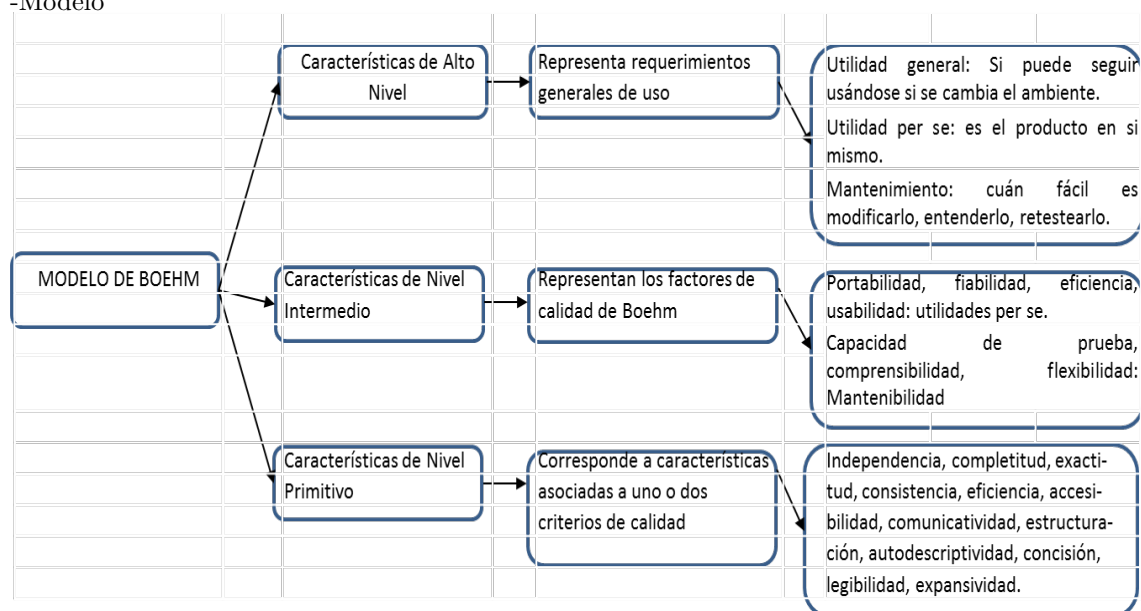 -Modelo
Características de Alto
Nivel
Representa requerimientos
generales de uso
Utilidad general: Si puede seguir
usándose si se cambia el ambiente.
Utilidad per se: es el producto en si
mismo.
Mantenimiento: cuán fácil es
modificarlo, entenderlo, retestearlo.
MODELO DE BOEHM
Características de Nivel
Intermedio
Representan los factores de
calidad de Boehm
Portabilidad, fiabilidad, eficiencia,
usabilidad: utilidades per se.
Capacidad de prueba,
comprensibilidad, flexibilidad:
Mantenibilidad
Características de Nivel
Primitivo
Corresponde a características
asociadas a uno o dos
criterios de calidad
Independencia, completitud, exacti-
tud, consistencia, eficiencia, accesi-
bilidad, comunicatividad, estructura-
ción, autodescriptividad, concisión,
legibilidad, expansividad.